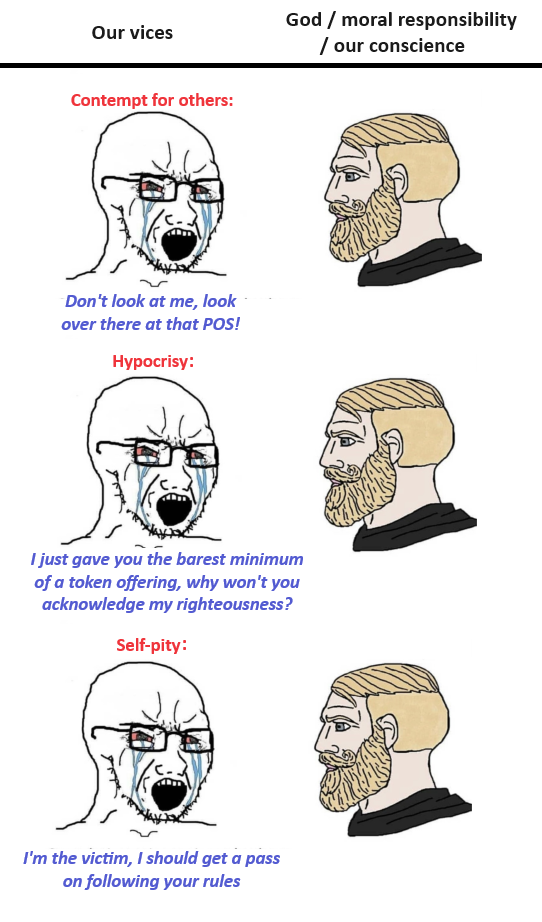 Our vices
God / moral responsibility
/ our conscience
Contempt for others:
Don't look at me, look
over there at that POS!
Hypocrisy:
I just gave you the barest minimum
of a token offering, why won't you
acknowledge my righteousness?
Self-pity:
I'm the victim, I should get a pass
on following your rules